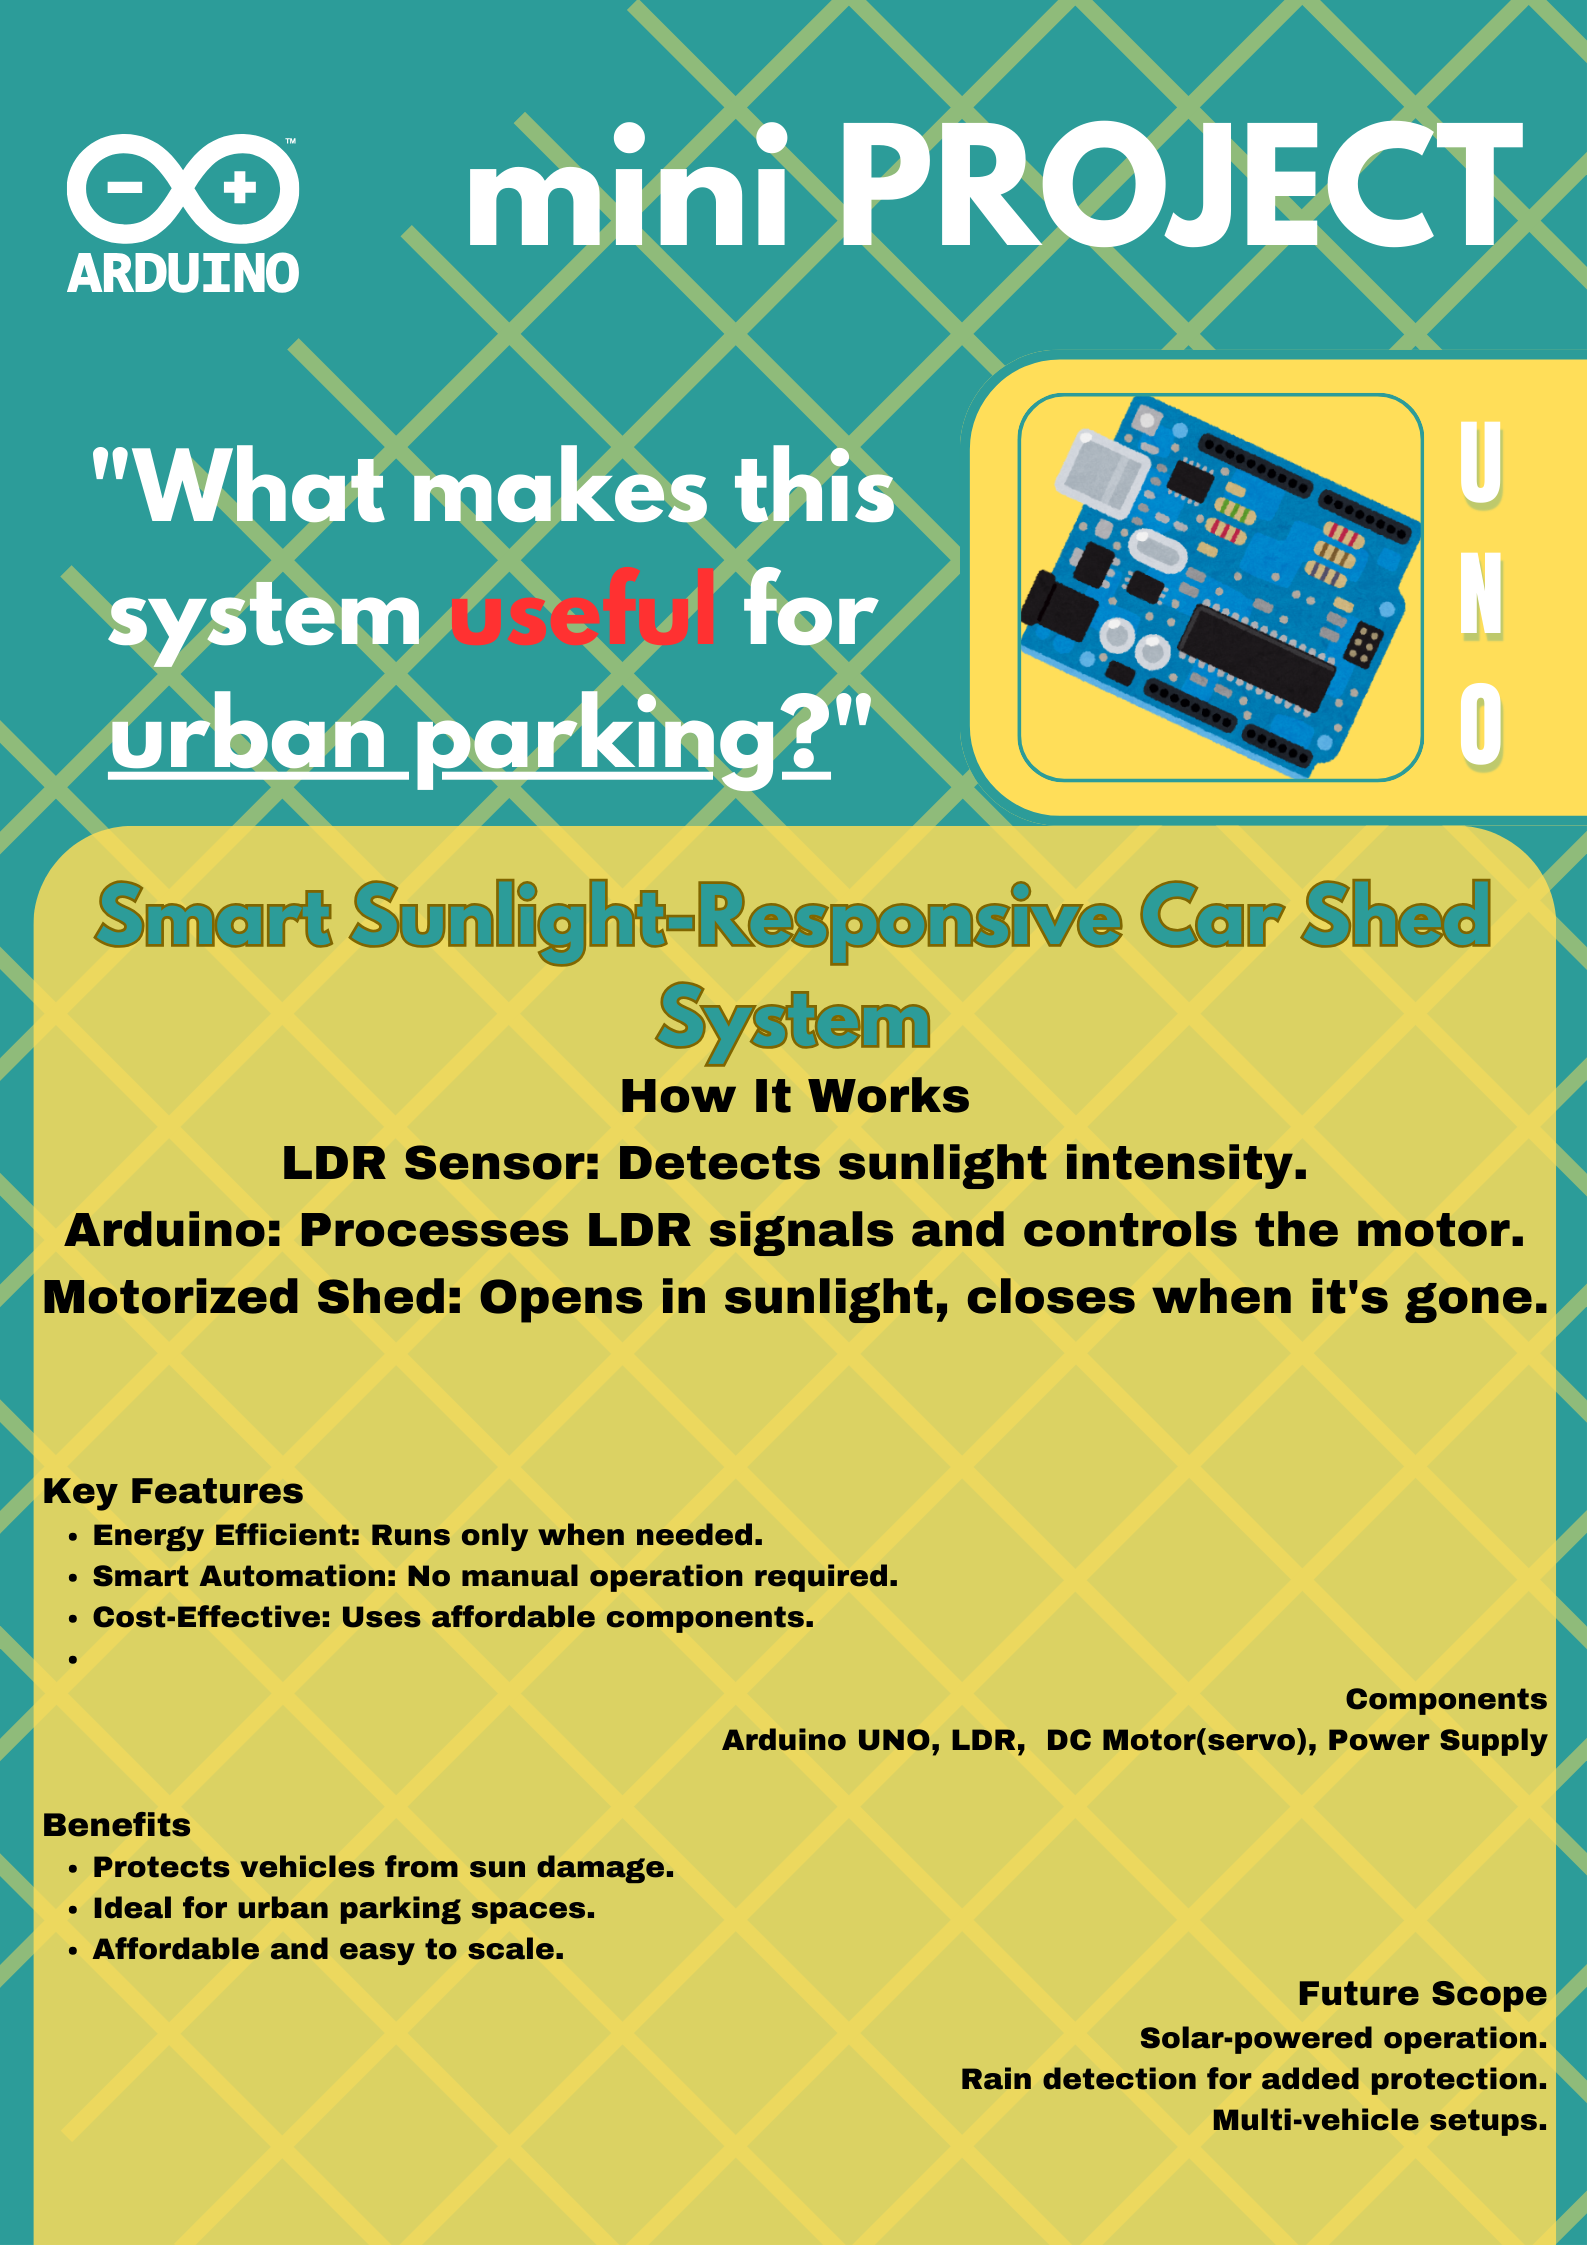 mini PROJECT
™
ARDUINO
"What makes this
system useful for
urban parking?"
U
N
O
Smart Sunlight-Responsive Car Shed
System
How It Works
LDR Sensor: Detects sunlight intensity.
Arduino: Processes LDR signals and controls the motor.
Motorized Shed: Opens in sunlight, closes when it's gone.
Key Features
• Energy Efficient: Runs only when needed.
• Smart Automation: No manual operation required.
• Cost-Effective: Uses affordable components.
•
Components
Arduino UNO, LDR,  DC Motor(servo), Power Supply
Benefits
• Protects vehicles from sun damage.
• Ideal for urban parking spaces.
• Affordable and easy to scale.
Future Scope
Solar-powered operation.
Rain detection for added protection.
Multi-vehicle setups.